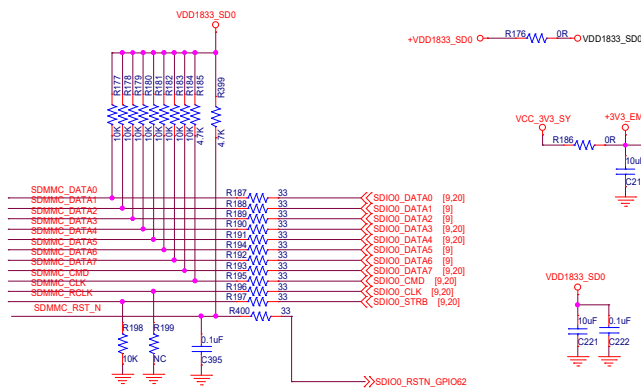 VDD1833_SD0
+VDD1833_SD0 R176 0R VDD1833_SD0
R177 R178 R179 R180 R181 R182 R183 R184 R185 R399
10K 10K 10K 10K 10K 10K 10K 10K 4.7K 4.7K
VCC_3V3_SY +3V3_EM
R186 0R
10u
C21
SDMMC_DATA0 R187 33 SDIO0_DATA0 [9,20]
SDMMC_DATA1 R188 33 SDIO0_DATA1 [9]
SDMMC_DATA2 R189 33 SDIO0_DATA2 [9]
SDMMC_DATA3 R190 33 SDIO0_DATA3 [9,20]
SDMMC_DATA4 R191 33 SDIO0_DATA4 [9,20]
SDMMC_DATA5 R194 33 SDIO0_DATA5 [9]
SDMMC_DATA6 R192 33 SDIO0_DATA6 [9]
SDMMC_DATA7 R193 33 SDIO0_DATA7 [9,20]
SDMMC_CMD R195 33 SDIO0_CMD [9,20]
SDMMC_CLK R196 33 SDIO0_CLK [9,20]
SDMMC_RCLK R197 33 SDIO0_STRB [9,20]
SDMMC_RST_N R400 33
VDD1833_SD0
R198 R199 0.1uF
10K NC C395
10uF 0.1uF
C221 C222
SDIO0_RSTN_GPIO62